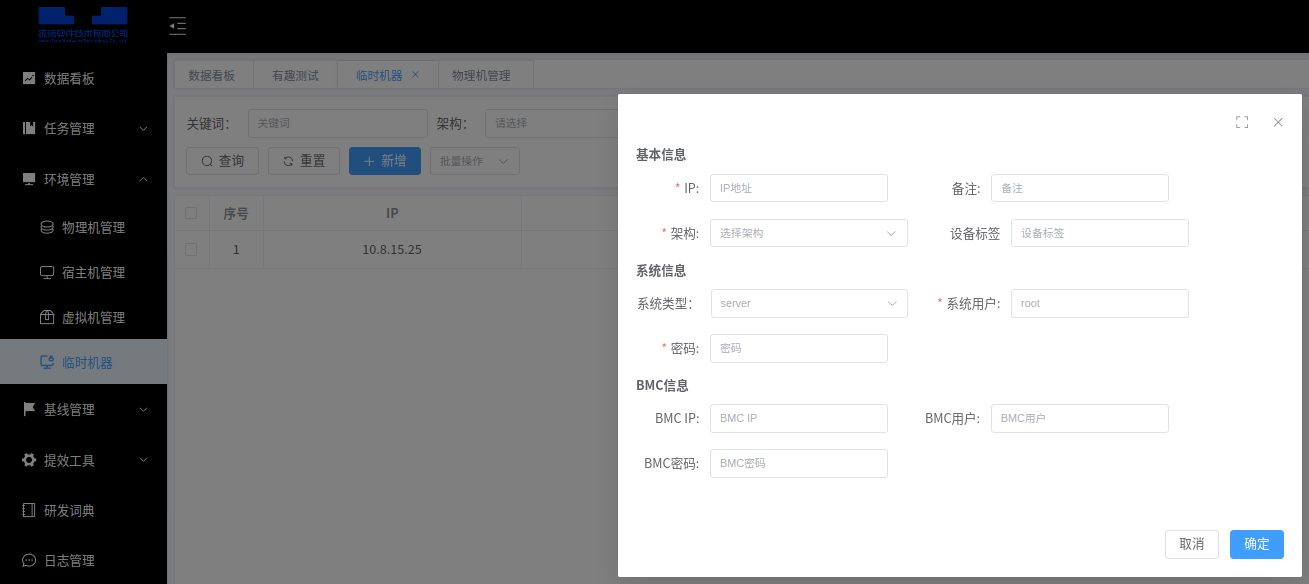 数据看板
任务管理
环境管理
物理机管理
宿主机管理
虚拟机管理
临时机器
基线管理
提效工具
研发词典
日志管理
数据看板 有趣测试 临时机器 物理机管理
关键词: 关键词 架构: 请选择
查询 重置 新增 批量操作
序号 IP
1 10.8.15.25
基本信息
* IP: IP地址 备注: 备注
* 架构: 选择架构 设备标签 设备标签
系统信息
系统类型: server * 系统用户: root
* 密码: 密码
BMC信息
BMC IP: BMC IP BMC用户: BMC用户
BMC密码: BMC密码
取消 确定